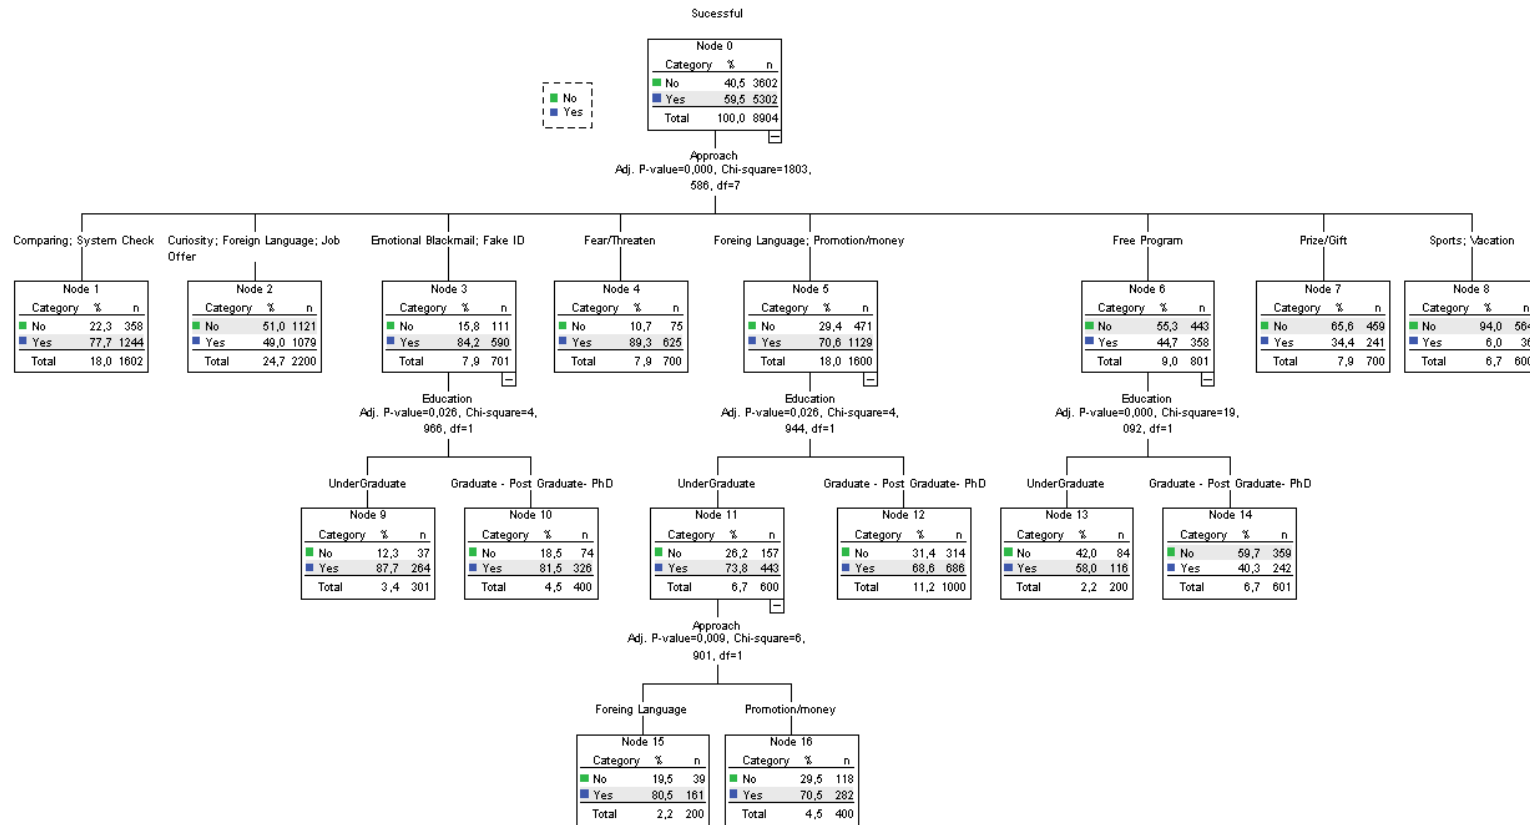 Sucessful
Node 0
Category % n
No 40,5 3602
Yes 59,5 5302
Total 100,0 8904
No
Yes
Approach
Adj. P-value=0,000, Chi-square=1803,
586, df=7
Comparing; System Check
Node 1
Category % n
No 22,3 358
Yes 77,7 1244
Total 18,0 1602
Curiosity; Foreign Language; Job
Offer
Node 2
Category % n
No 51,0 1121
Yes 49,0 1079
Total 24,7 2200
Emotional Blackmail; Fake ID
Node 3
Category % n
No 15,8 111
Yes 84,2 590
Total 7,9 701
Fear/Threaten
Node 4
Category % n
No 10,7 75
Yes 89,3 625
Total 7,9 700
Foreing Language; Promotion/money
Node 5
Category % n
No 29,4 471
Yes 70,6 1129
Total 18,0 1600
Free Program
Node 6
Category % n
No 55,3 443
Yes 44,7 358
Total 9,0 801
Prize/Gift
Node 7
Category % n
No 65,6 459
Yes 34,4 241
Total 7,9 700
Sports; Vacation
Node 8
Category % n
No 94,0 564
Yes 6,0 36
Total 6,7 600
Education
Adj. P-value=0,026, Chi-square=4,
966, df=1
Education
Adj. P-value=0,026, Chi-square=4,
944, df=1
Education
Adj. P-value=0,000, Chi-square=19,
092, df=1
UnderGraduate
Node 9
Category % n
No 12,3 37
Yes 87,7 264
Total 3,4 301
Graduate - Post Graduate- PhD
Node 10
Category % n
No 18,5 74
Yes 81,5 326
Total 4,5 400
UnderGraduate
Node 11
Category % n
No 26,2 157
Yes 73,8 443
Total 6,7 600
Graduate - Post Graduate- PhD
Node 12
Category % n
No 31,4 314
Yes 68,6 686
Total 11,2 1000
UnderGraduate
Node 13
Category % n
No 42,0 84
Yes 58,0 116
Total 2,2 200
Graduate - Post Graduate- PhD
Node 14
Category % n
No 59,7 359
Yes 40,3 242
Total 6,7 601
Approach
Adj. P-value=0,009, Chi-square=6,
901, df=1
Foreing Language
Node 15
Category % n
No 19,5 39
Yes 80,5 161
Total 2,2 200
Promotion/money
Node 16
Category % n
No 29,5 118
Yes 70,5 282
Total 4,5 400